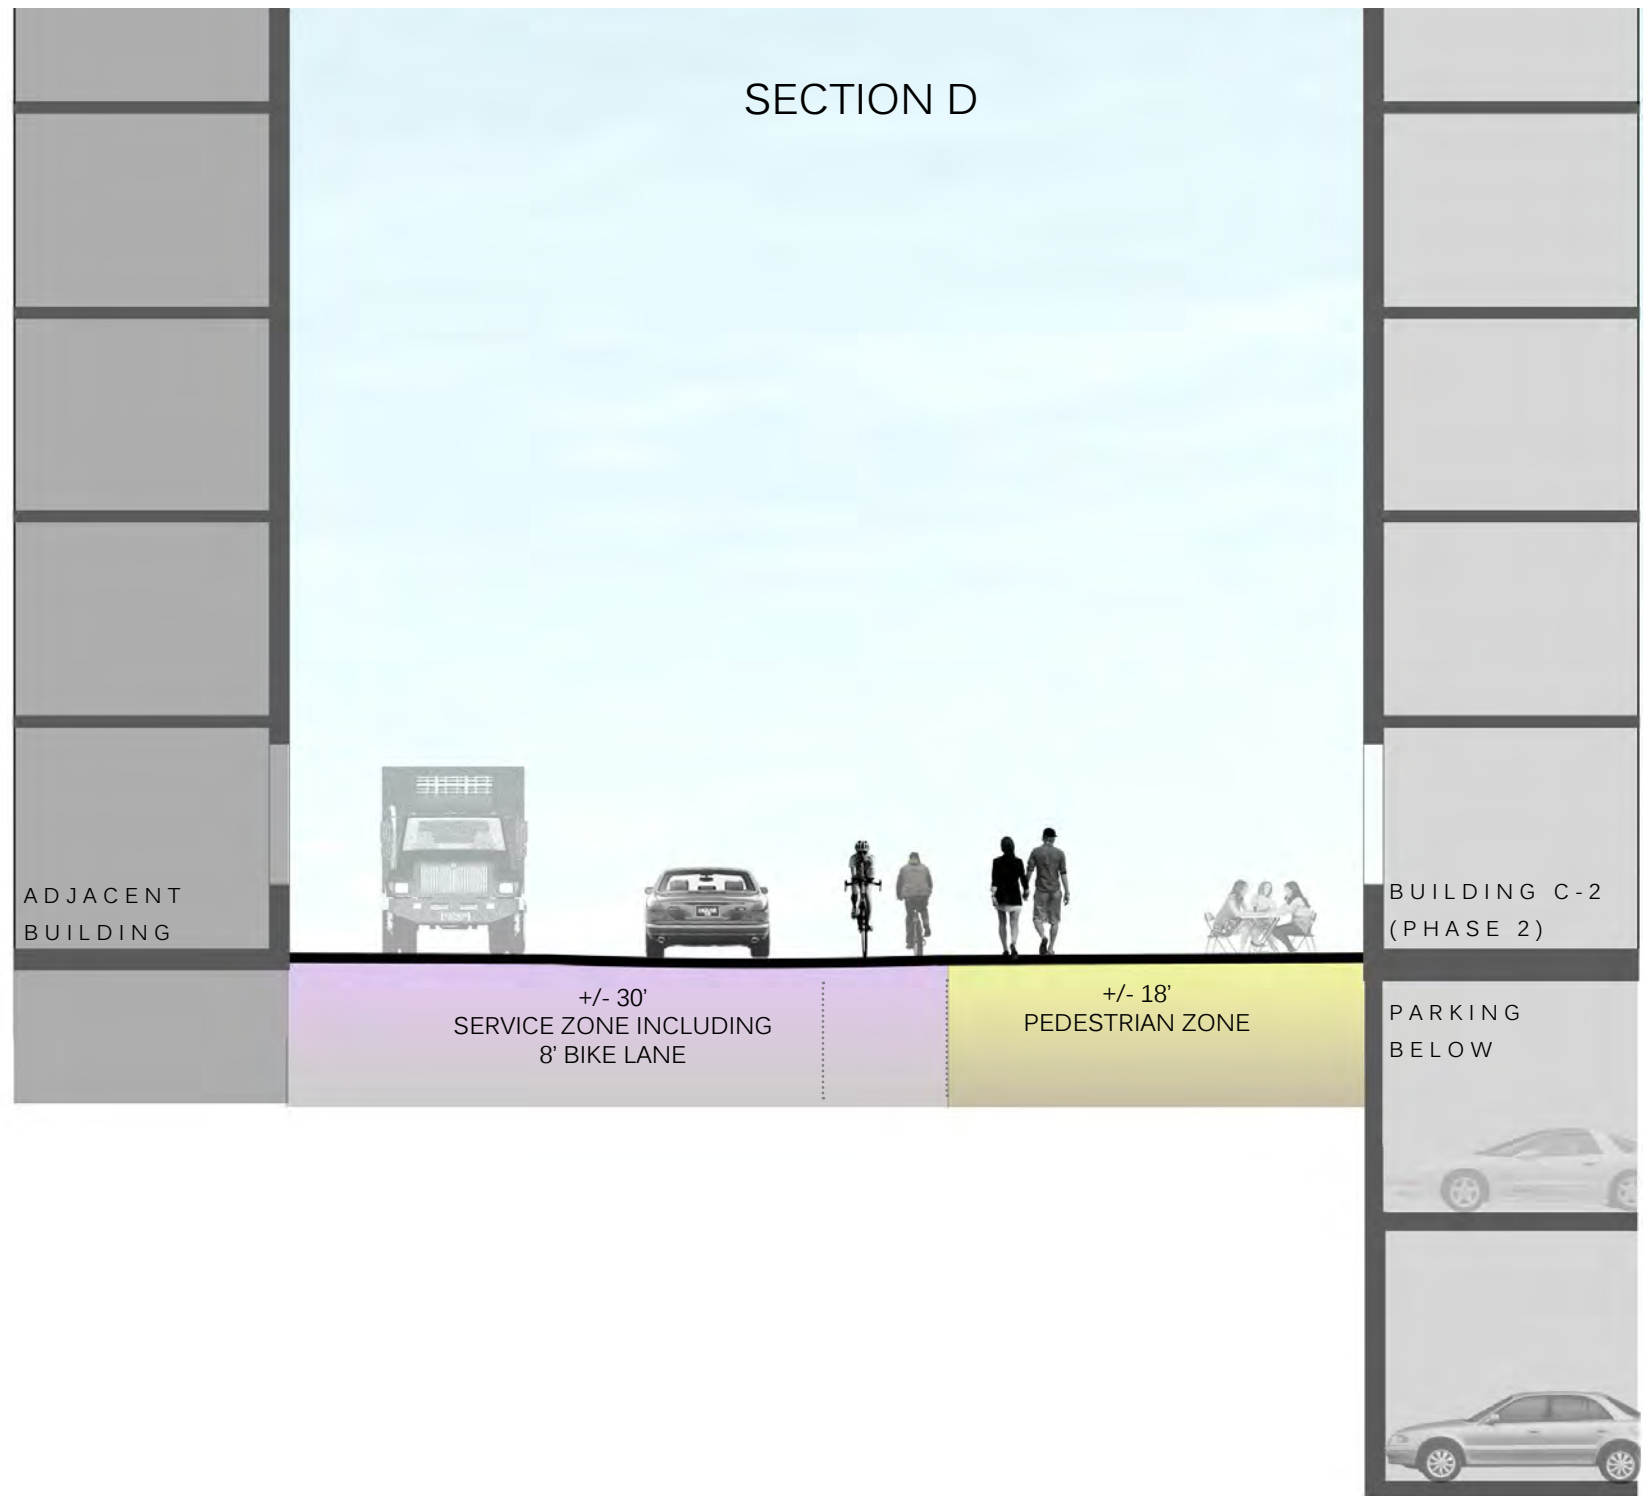 SECTION D
ADJACENT
BUILDING
BUILDING C-2
(PHASE 2)
+/- 30’
SERVICE ZONE INCLUDING
8’ BIKE LANE
+/- 18’
PEDESTRIAN ZONE
PARKING
BELOW